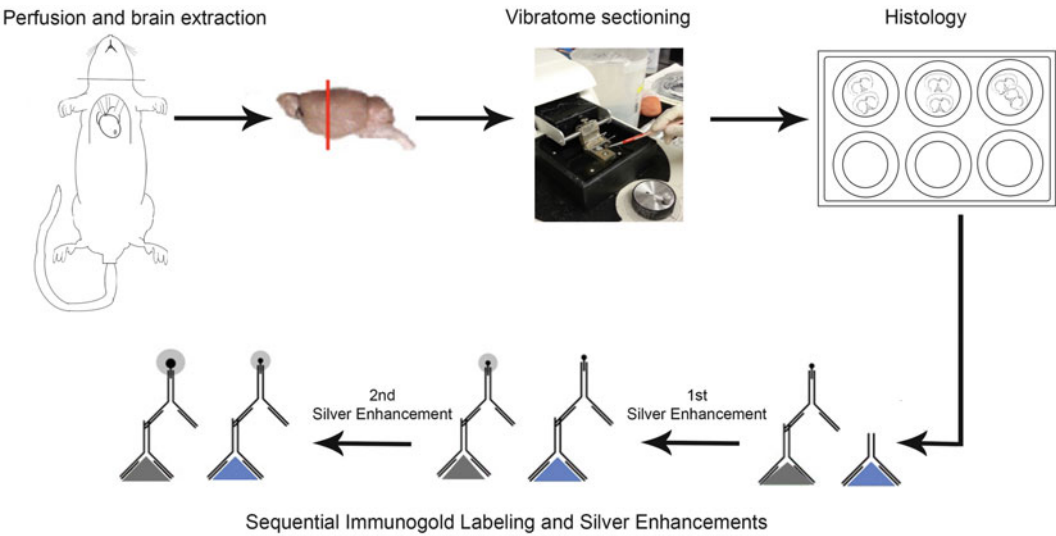 Perfusion and brain extraction
Vibratome sectioning
Histology
2nd
Silver Enhancement
1st
Silver Enhancement
Sequential Immunogold Labeling and Silver Enhancements